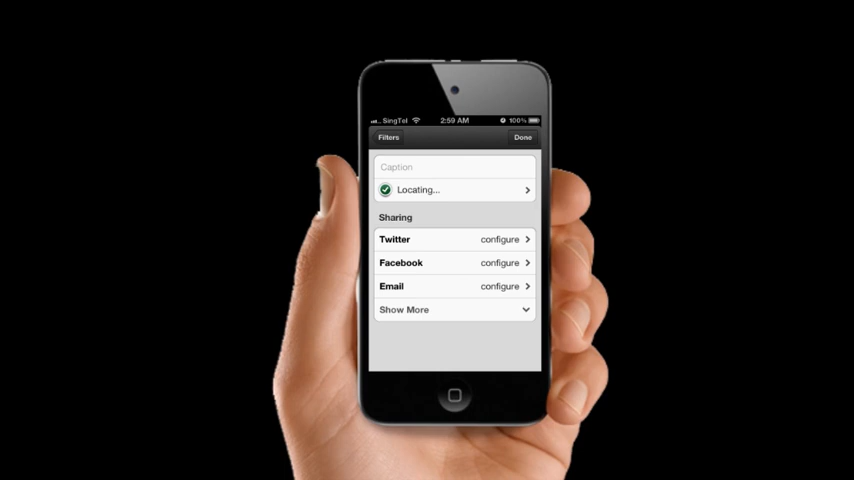 SingTel 2:59 AM 100%
Filters Done
Caption
Locating...
Sharing
Twitter configure
Facebook configure
Email configure
Show More